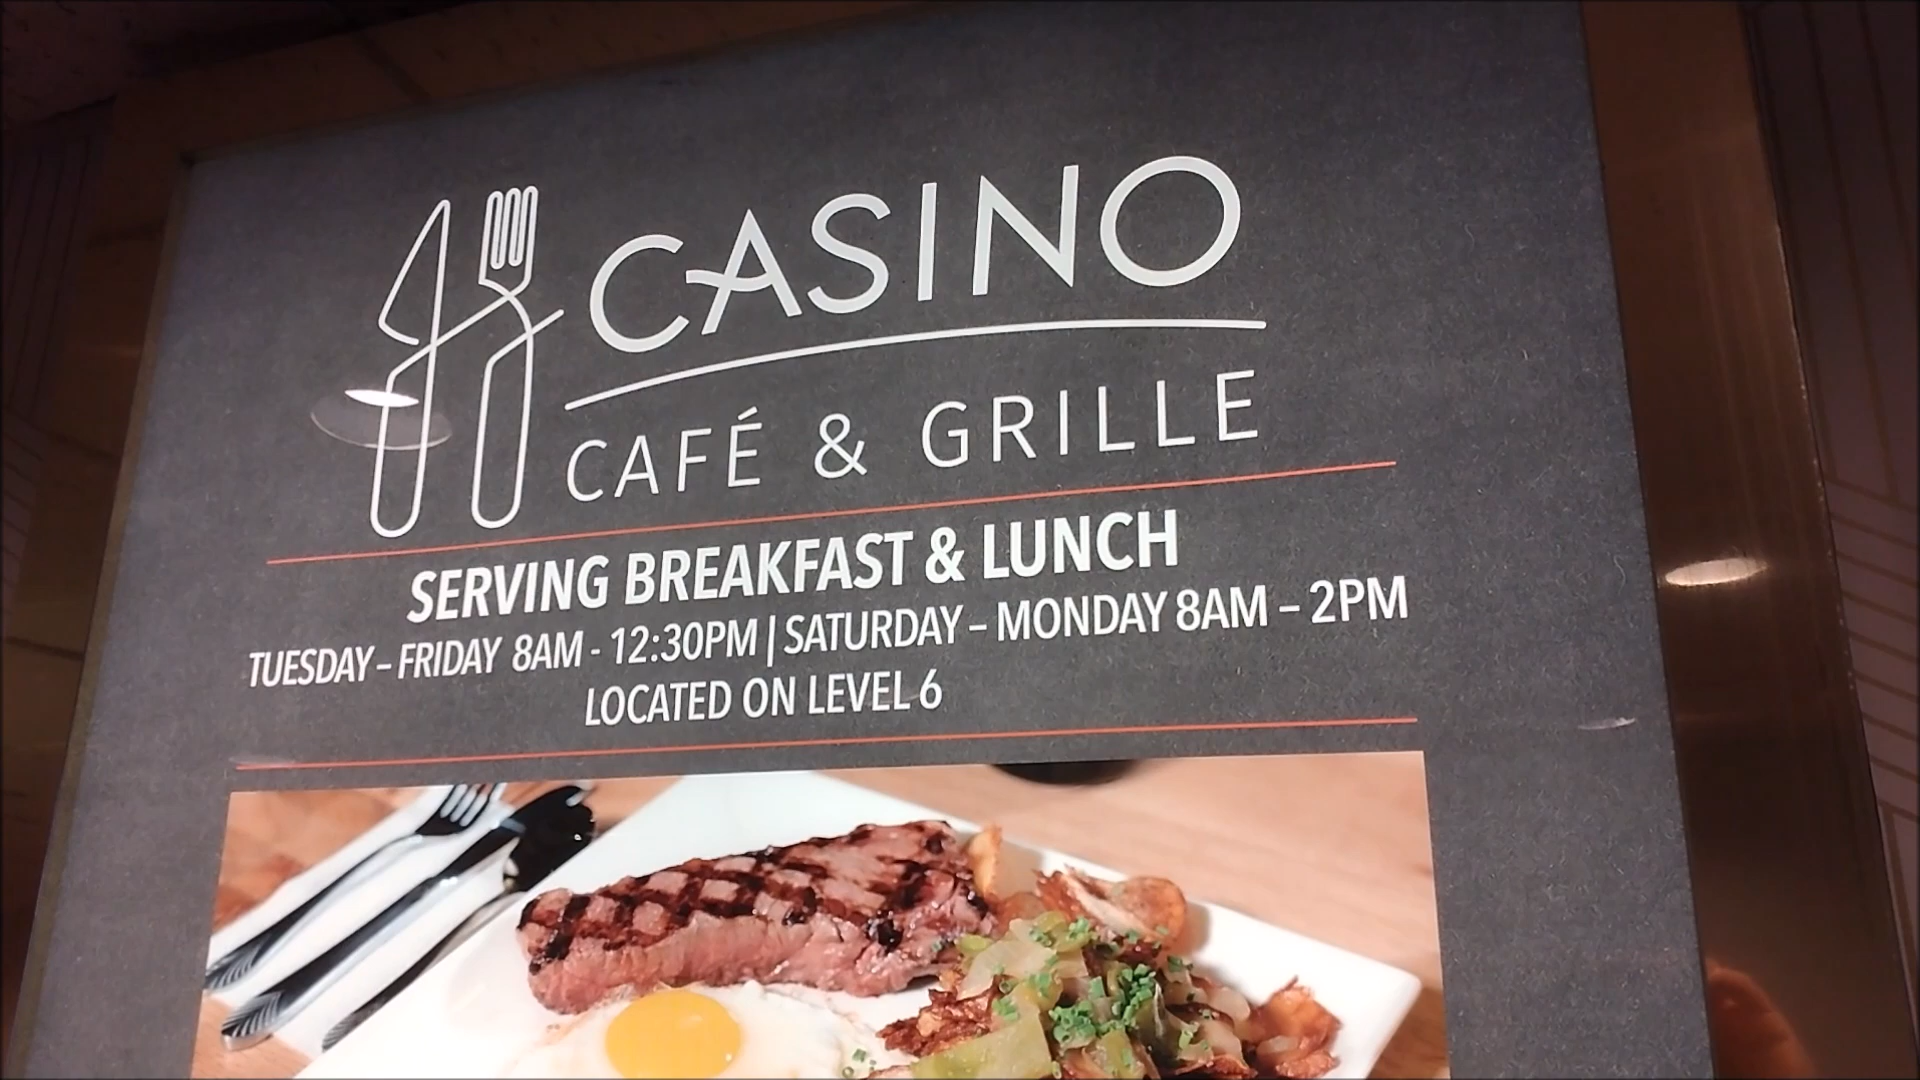 CASINO
CAFÉ & GRILLE
SERVING BREAKFAST & LUNCH
TUESDAY – FRIDAY 8AM - 12:30PM | SATURDAY – MONDAY 8AM – 2PM
LOCATED ON LEVEL 6